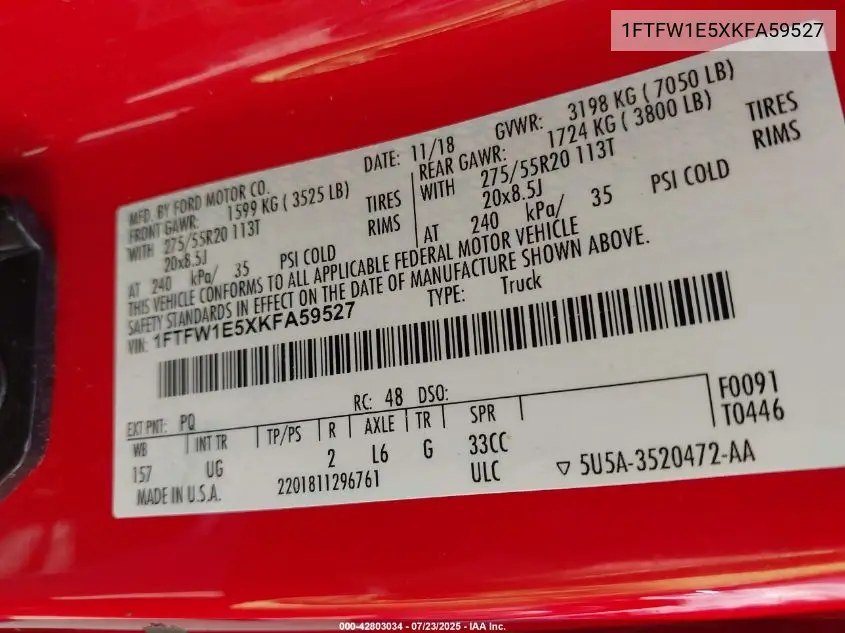 1FTFW1E5XKFA59527
MFD. BY FORD MOTOR CO.
DATE: 11/18
GVWR: 3198 KG ( 7050 LB)
FRONT GAWR: 1599 KG ( 3525 LB)
REAR GAWR: 1724 KG ( 3800 LB)
WITH 275/55R20 113T TIRES
WITH 275/55R20 113T TIRES
20x8.5J RIMS
20x8.5J RIMS
AT 240 kPa/ 35 PSI COLD
AT 240 kPa/ 35 PSI COLD
THIS VEHICLE CONFORMS TO ALL APPLICABLE FEDERAL MOTOR VEHICLE
SAFETY STANDARDS IN EFFECT ON THE DATE OF MANUFACTURE SHOWN ABOVE.
VIN: 1FTFW1E5XKFA59527
TYPE: Truck
EXT PNT: PQ RC: 48 DSO:
F0091
WB INT TR TP/PS R AXLE TR SPR
T0446
157 UG 2 L6 G 33CC
MADE IN U.S.A. 2201811296761 ULC ▽ 5U5A-3520472-AA
000-42803034 / 07/23/2025 - IAA Inc.